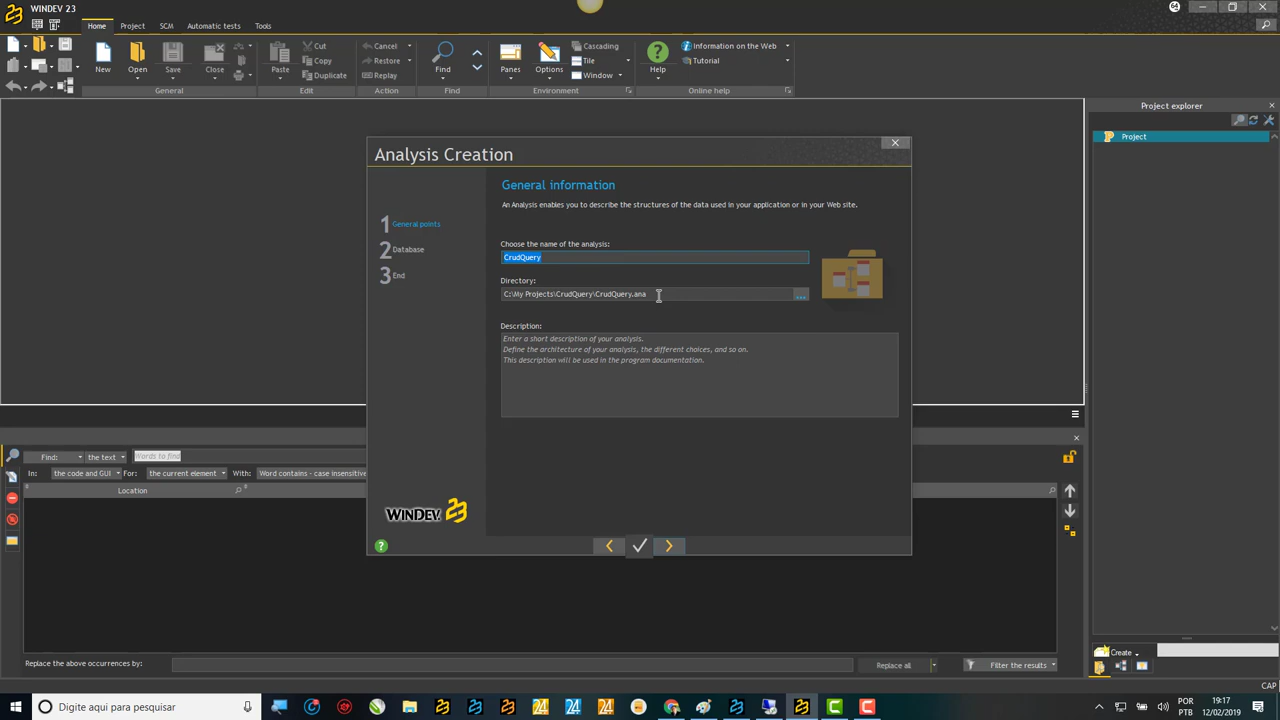 WINDEV 23
64
Home Project SCM Automatic tests Tools
New Open Save Close
Cut
Copy
Duplicate
Paste
Cancel
Restore
Replay
Find
Panes Options
Cascading
Tile
Window
Help
Information on the Web
Tutorial
General Edit Action Find Environment Online help
Project explorer
Project
Analysis Creation
1 General points
2 Database
3 End
General information
An Analysis enables you to describe the structures of the data used in your application or in your Web site.
Choose the name of the analysis:
CrudQuery
Directory:
C:\My Projects\CrudQuery\CrudQuery.ana
...
Description:
Enter a short description of your analysis.
Define the architecture of your analysis, the different choices, and so on.
This description will be used in the program documentation.
WINDEV 23
Find: the text Words to find
In: the code and GUI For: the current element With: Word contains - case insensitive
Location
Replace the above occurrences by: Replace all Filter the results
Create
CAP
Digite aqui para pesquisar
24 24 24
POR
PTB
19:17
12/02/2019